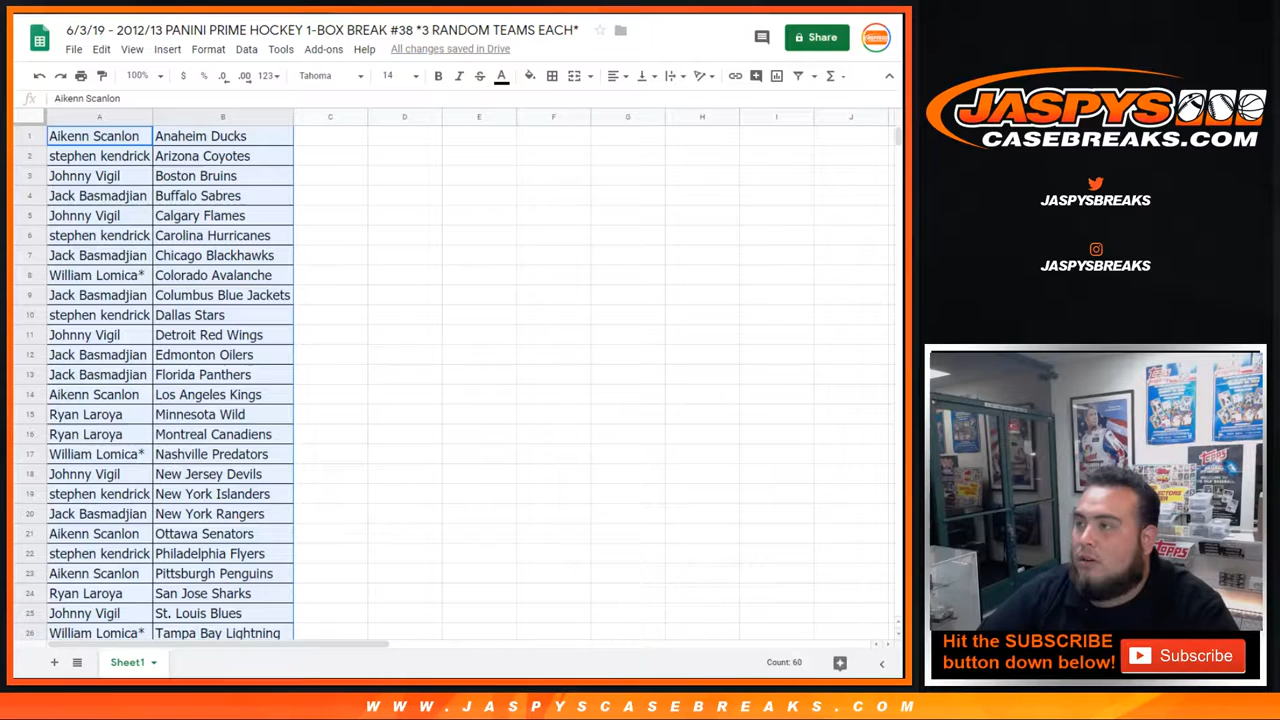 6/3/19 - 2012/13 PANINI PRIME HOCKEY 1-BOX BREAK #38 *3 RANDOM TEAMS EACH*
File Edit View Insert Format Data Tools Add-ons Help All changes saved in Drive
Share
100% $ % .0 .00 123 Tahoma 14 B I S A
fx Aikenn Scanlon
A B C D E F G H I J
1 Aikenn Scanlon Anaheim Ducks
2 stephen kendrick Arizona Coyotes
3 Johnny Vigil Boston Bruins
4 Jack Basmadjian Buffalo Sabres
5 Johnny Vigil Calgary Flames
6 stephen kendrick Carolina Hurricanes
7 Jack Basmadjian Chicago Blackhawks
8 William Lomica* Colorado Avalanche
9 Jack Basmadjian Columbus Blue Jackets
10 stephen kendrick Dallas Stars
11 Johnny Vigil Detroit Red Wings
12 Jack Basmadjian Edmonton Oilers
13 Jack Basmadjian Florida Panthers
14 Aikenn Scanlon Los Angeles Kings
15 Ryan Laroya Minnesota Wild
16 Ryan Laroya Montreal Canadiens
17 William Lomica* Nashville Predators
18 Johnny Vigil New Jersey Devils
19 stephen kendrick New York Islanders
20 Jack Basmadjian New York Rangers
21 Aikenn Scanlon Ottawa Senators
22 stephen kendrick Philadelphia Flyers
23 Aikenn Scanlon Pittsburgh Penguins
24 Ryan Laroya San Jose Sharks
25 Johnny Vigil St. Louis Blues
26 William Lomica* Tampa Bay Lightning
Sheet1
Count: 60
JASPYS
CASEBREAKS.COM
JASPYSBREAKS
JASPYSBREAKS
Topps
Topps
TOPPS
TOPPS
Hit the SUBSCRIBE
button down below!
Subscribe
WWW.JASPYSCASEBREAKS.COM